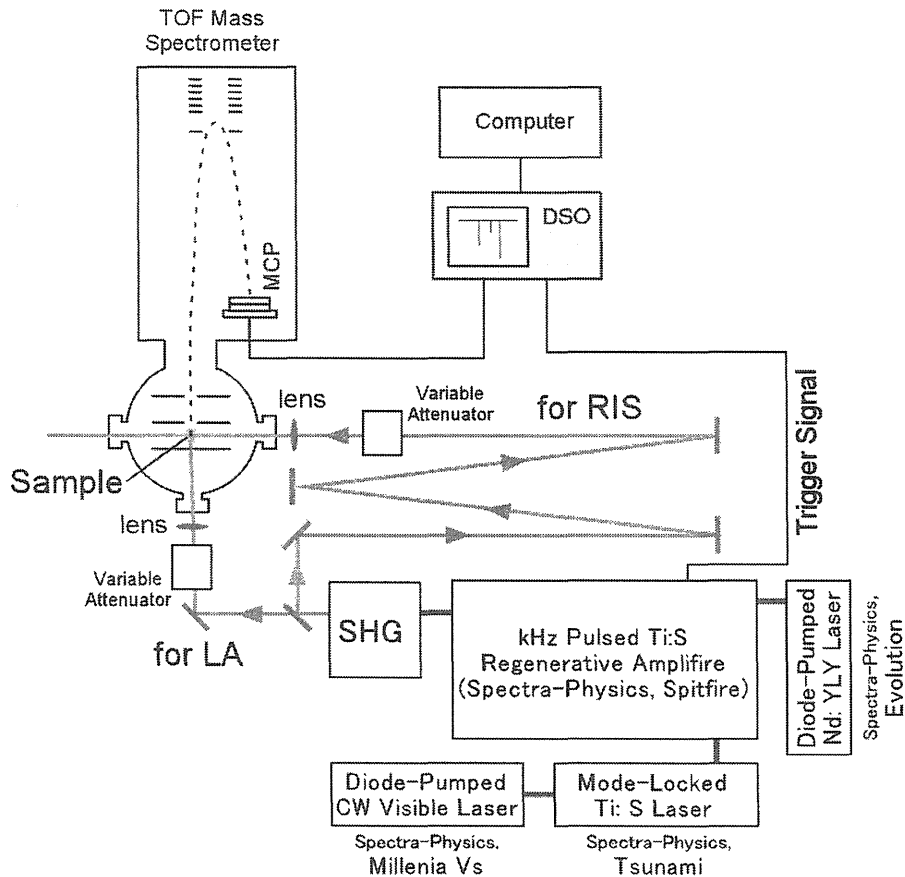 TOF Mass
Spectrometer
Computer
DSO
MCP
lens
Variable
Attenuator
for RIS
Trigger Signal
Sample
lens
Variable
Attenuator
for LA
SHG
kHz Pulsed Ti:S
Regenerative Amplifire
(Spectra-Physics, Spitfire)
Diode-Pumped
Nd: YLY Laser
Spectra-Physics,
Evolution
Diode-Pumped
CW Visible Laser
Spectra-Physics.
Millenia Vs
Mode-Locked
Ti: S Laser
Spectra-Physics,
Tsunami